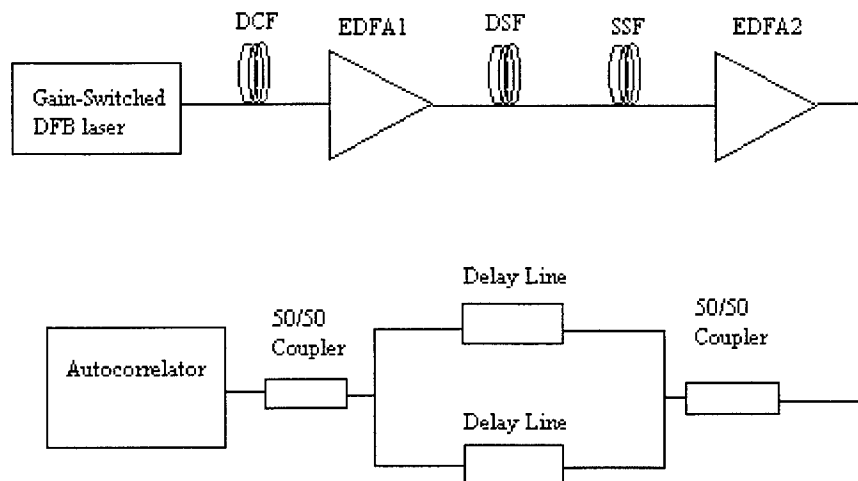 DCF
EDFA1
DSF
SSF
EDFA2
Gain-Switched
DFB laser
Delay Line
50/50
Coupler
50/50
Coupler
Autocorrelator
Delay Line